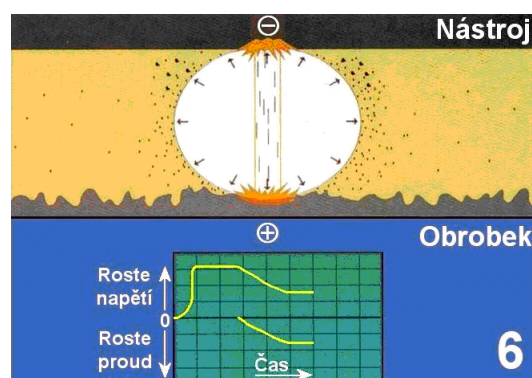 ⊖
Nástroj
⊕
Obrobek
Roste
napětí
0
Roste
proud
Čas
6